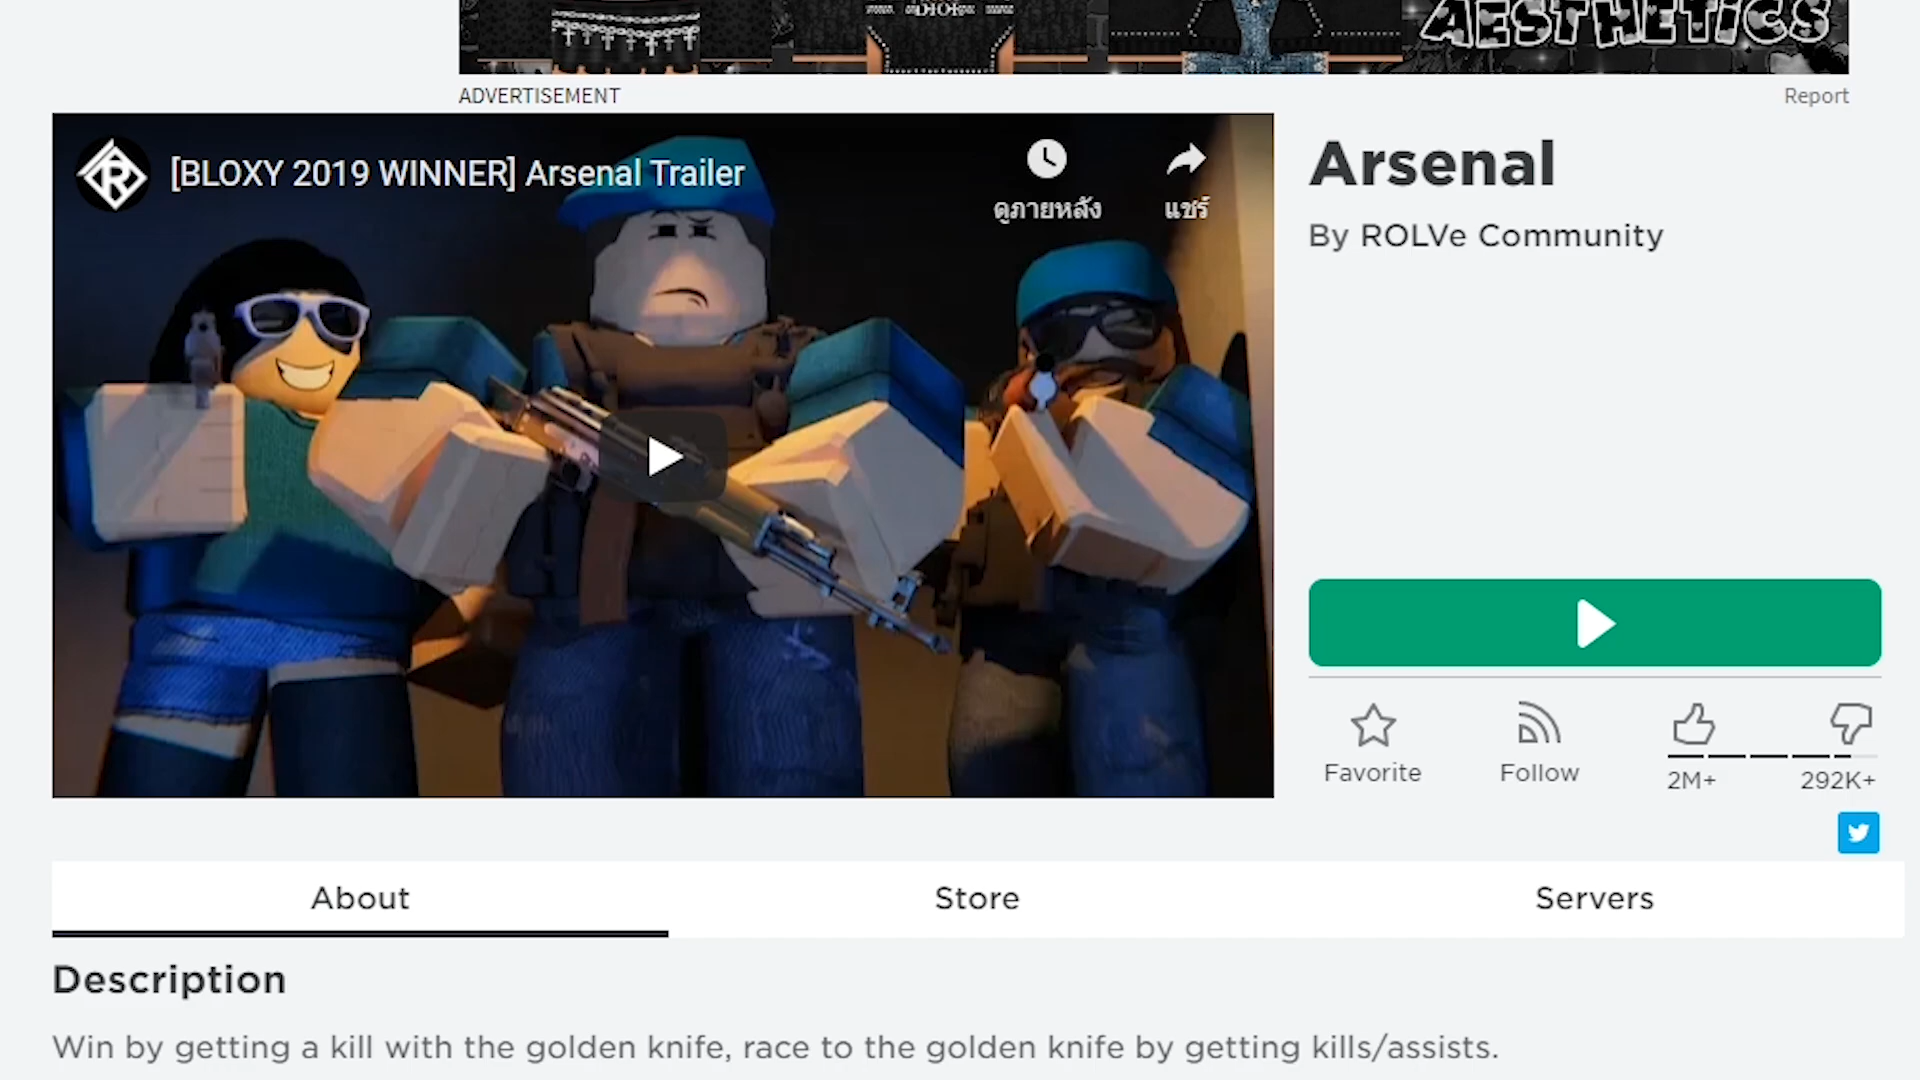 DIOR
AESTHETICS
ADVERTISEMENT
Report
[BLOXY 2019 WINNER] Arsenal Trailer
ดูภายหลัง
แชร์
Arsenal
By ROLVe Community
Favorite
Follow
2M+
292K+
About
Store
Servers
Description
Win by getting a kill with the golden knife, race to the golden knife by getting kills/assists.